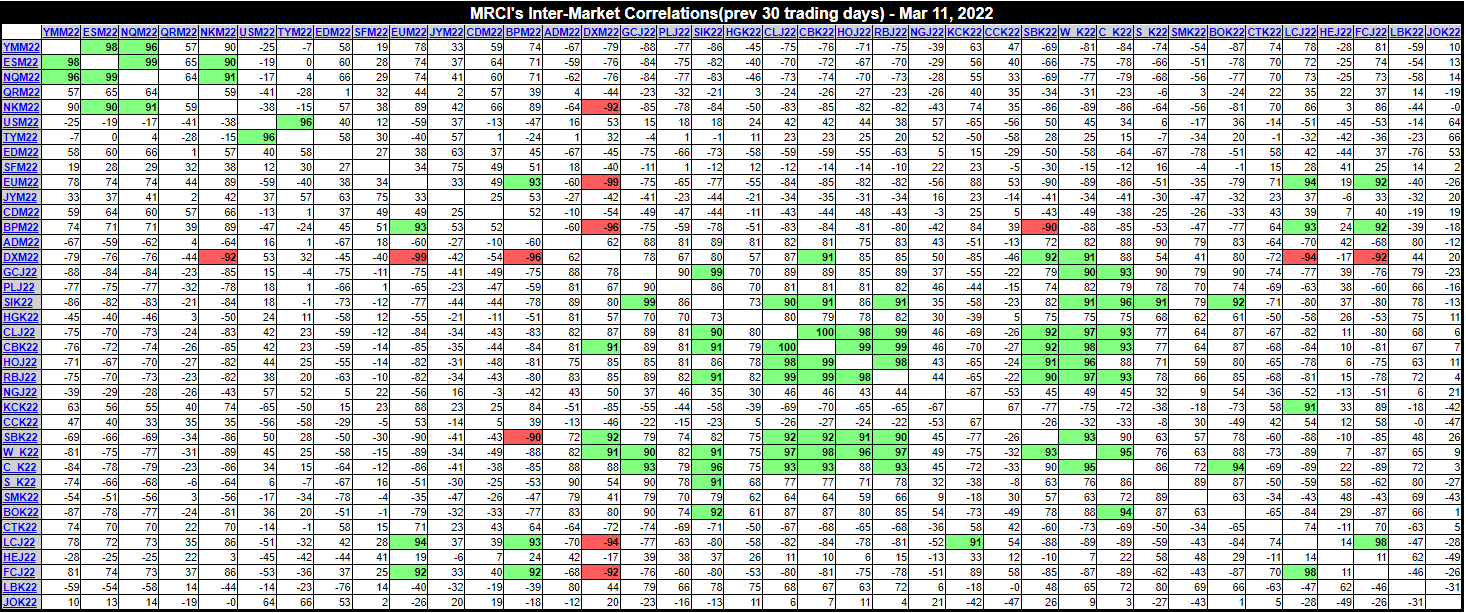 MRCI's Inter-Market Correlations(prev 30 trading days) - Mar 11, 2022
YMM22 ESM22 NQM22 QRM22 NKM22 USM22 TYM22 EDM22 SFM22 EUM22 JYM22 CDM22 BPM22 ADM22 DXM22 GCJ22 PLJ22 SIK22 HGK22 CLJ22 CBK22 HOJ22 RBJ22 NGJ22 KCK22 CCK22 SBK22 W_K22 C_K22 S_K22 SMK22 BOK22 CTK22 LCJ22 HEJ22 FCJ22 LBK22 JOK22
YMM22 98 96 57 90 -25 -7 58 19 78 33 59 74 -67 -79 -88 -77 -86 -45 -75 -76 -71 -75 -39 63 47 -69 -81 -84 -74 -54 -87 74 78 -28 81 -59 10
ESM22 98 99 65 90 -19 0 60 28 74 37 64 71 -59 -76 -84 -75 -82 -40 -70 -72 -67 -70 -29 56 40 -66 -75 -78 -66 -51 -78 70 72 -25 74 -54 13
NQM22 96 99 64 91 -17 4 66 29 74 41 60 71 -62 -76 -84 -77 -83 -46 -73 -74 -70 -73 -28 55 33 -69 -77 -79 -68 -56 -77 70 73 -25 73 -58 14
QRM22 57 65 64 59 -41 -28 1 32 44 2 57 39 4 -44 -23 -32 -21 3 -24 -26 -27 -23 -26 40 35 -34 -31 -23 -6 3 -24 22 35 22 37 14 -19
NKM22 90 90 91 59 -38 -15 57 38 89 42 66 89 -64 -92 -85 -78 -84 -50 -83 -85 -82 -82 -43 74 35 -86 -89 -86 -64 -56 -81 70 86 3 86 -44 -0
USM22 -25 -19 -17 -41 -38 96 40 12 -59 37 -13 -47 16 53 15 18 18 24 42 42 44 38 57 -65 -56 50 45 34 6 -17 36 -14 -51 -45 -53 -14 64
TYM22 -7 0 4 -28 -15 96 58 30 -40 57 1 -24 1 32 -4 1 -1 11 23 23 25 20 52 -50 -58 28 25 15 -7 -34 20 -1 -32 -42 -36 -23 66
EDM22 58 60 66 1 57 40 58 27 38 63 37 45 -67 -45 -75 -66 -73 -58 -59 -59 -55 -63 5 15 -29 -50 -58 -64 -67 -78 -51 58 42 -44 37 -76 53
SFM22 19 28 29 32 38 12 30 27 34 75 49 51 18 -40 -11 1 -12 -12 -12 -14 -14 -10 22 23 -5 -30 -15 -12 16 -4 -1 15 28 41 25 14 2
EUM22 78 74 74 44 89 -59 -40 38 34 33 49 93 -60 -99 -75 -65 -77 -55 -84 -85 -82 -82 -56 88 53 -90 -89 -86 -51 -35 -79 71 94 19 92 -40 -26
JYM22 33 37 41 2 42 37 57 63 75 33 25 53 -27 -42 -41 -23 -44 -21 -34 -35 -31 -34 16 23 -14 -41 -34 -41 -30 -47 -32 23 37 -6 33 -32 20
CDM22 59 64 60 57 66 -13 1 37 49 49 25 52 -10 -54 -49 -47 -44 -11 -43 -44 -48 -43 -3 25 5 -43 -49 -38 -25 -26 -33 43 39 7 40 -19 19
BPM22 74 71 71 39 89 -47 -24 45 51 93 53 52 -60 -96 -75 -59 -78 -51 -83 -84 -81 -80 -42 84 39 -90 -88 -85 -53 -47 -77 64 93 24 92 -39 -18
ADM22 -67 -59 -62 4 -64 16 1 -67 18 -60 -27 -10 -60 62 88 81 89 81 82 81 75 83 43 -51 -13 72 82 88 90 79 83 -64 -70 42 -68 80 -12
DXM22 -79 -76 -76 -44 -92 53 32 -45 -40 -99 -42 -54 -96 62 78 67 80 57 87 91 85 85 50 -85 -46 92 91 88 54 41 80 -72 -94 -17 -92 44 20
GCJ22 -88 -84 -84 -23 -85 15 -4 -75 -11 -75 -41 -49 -75 88 78 90 99 70 89 89 85 89 37 -55 -22 79 90 93 90 79 90 -74 -77 39 -76 79 -23
PLJ22 -77 -75 -77 -32 -78 18 1 -66 1 -65 -23 -47 -59 81 67 90 86 70 81 81 81 82 46 -44 -15 74 82 79 78 70 74 -69 -63 38 -60 66 -16
SIK22 -86 -82 -83 -21 -84 18 -1 -73 -12 -77 -44 -44 -78 89 80 99 86 73 90 91 86 91 35 -58 -23 82 91 96 91 79 92 -71 -80 37 -80 78 -13
HGK22 -45 -40 -46 3 -50 24 11 -58 -12 -55 -21 -11 -51 81 57 70 70 73 80 79 78 82 30 -39 5 75 75 75 68 62 61 -50 -58 26 -53 75 11
CLJ22 -75 -70 -73 -24 -83 42 23 -59 -12 -84 -34 -43 -83 82 87 89 81 90 80 100 98 99 46 -69 -26 92 97 93 77 64 87 -67 -82 11 -80 68 6
CBK22 -76 -72 -74 -26 -85 42 23 -59 -14 -85 -35 -44 -84 81 91 89 81 91 79 100 99 99 46 -70 -27 92 98 93 77 64 87 -68 -84 10 -81 67 7
HOJ22 -71 -67 -70 -27 -82 44 25 -55 -14 -82 -31 -48 -81 75 85 85 81 86 78 98 99 98 43 -65 -24 91 96 88 71 59 80 -65 -78 6 -75 63 11
RBJ22 -75 -70 -73 -23 -82 38 20 -63 -10 -82 -34 -43 -80 83 85 89 82 91 82 99 99 98 44 -65 -22 90 97 93 78 66 85 -68 -81 15 -78 72 4
NGJ22 -39 -29 -28 -26 -43 57 52 5 22 -56 16 -3 -42 43 50 37 46 35 30 46 46 43 44 -67 -53 45 49 45 32 9 54 -36 -52 -13 -51 6 21
KCK22 63 56 55 40 74 -65 -50 15 23 88 23 25 84 -51 -85 -55 -44 -58 -39 -69 -70 -65 -65 -67 67 -77 -75 -72 -38 -18 -73 58 91 33 89 -18 -42
CCK22 47 40 33 35 35 -56 -58 -29 -5 53 -14 5 39 -13 -46 -22 -15 -23 5 -26 -27 -24 -22 -53 67 -26 -32 -33 -8 30 -49 42 54 12 58 -0 -47
SBK22 -69 -66 -69 -34 -86 50 28 -50 -30 -90 -41 -43 -90 72 92 79 74 82 75 92 92 91 90 45 -77 -26 93 90 63 57 78 -60 -88 -10 -85 48 26
W_K22 -81 -75 -77 -31 -89 45 25 -58 -15 -89 -34 -49 -88 82 91 90 82 91 75 97 98 96 97 49 -75 -32 93 95 76 63 88 -73 -89 7 -87 65 9
C_K22 -84 -78 -79 -23 -86 34 15 -64 -12 -86 -41 -38 -85 88 88 93 79 96 75 93 93 88 93 45 -72 -33 90 95 86 72 94 -69 -89 22 -89 72 3
S_K22 -74 -66 -68 -6 -64 6 -7 -67 16 -51 -30 -25 -53 90 54 90 78 91 68 77 77 71 78 32 -38 -8 63 76 86 89 87 -50 -59 58 -62 80 -27
SMK22 -54 -51 -56 3 -56 -17 -34 -78 -4 -35 -47 -26 -47 79 41 79 70 79 62 64 64 59 66 9 -18 30 57 63 72 89 63 -34 -43 48 -43 69 -43
BOK22 -87 -78 -77 -24 -81 36 20 -51 -1 -79 -32 -33 -77 83 80 90 74 92 61 87 87 80 85 54 -73 -49 78 88 94 87 63 -65 -84 29 -87 66 1
CTK22 74 70 70 22 70 -14 -1 58 15 71 23 43 64 -64 -72 -74 -69 -71 -50 -67 -68 -65 -68 -36 58 42 -60 -73 -69 -50 -34 -65 74 -11 70 -63 5
LCJ22 78 72 73 35 86 -51 -32 42 28 94 37 39 93 -70 -94 -77 -63 -80 -58 -82 -84 -78 -81 -52 91 54 -88 -89 -89 -59 -43 -84 74 14 98 -47 -28
HEJ22 -28 -25 -25 22 3 -45 -42 -44 41 19 -6 7 24 42 -17 39 38 37 26 11 10 6 15 -13 33 12 -10 7 22 58 48 29 -11 14 11 62 -49
FCJ22 81 74 73 37 86 -53 -36 37 25 92 33 40 92 -68 -92 -76 -60 -80 -53 -80 -81 -75 -78 -51 89 58 -85 -87 -89 -62 -43 -87 70 98 11 -46 -26
LBK22 -59 -54 -58 14 -44 -14 -23 -76 14 -40 -32 -19 -39 80 44 79 66 78 75 68 67 63 72 6 -18 -0 48 65 72 80 69 66 -63 -47 62 -46 -31
JOK22 10 13 14 -19 -0 64 66 53 2 -26 20 19 -18 -12 20 -23 -16 -13 11 6 7 11 4 21 -42 -47 26 9 3 -27 -43 1 5 -28 -49 -26 -31